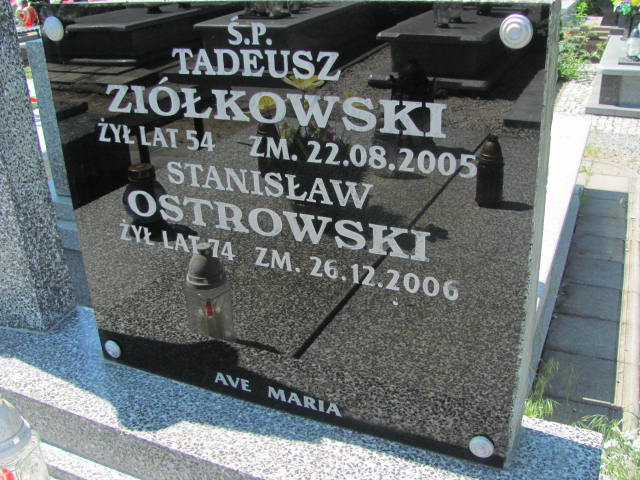 Ś.P.
TADEUSZ
ZIÓŁKOWSKI
ŻYŁ LAT 54 ZM. 22.08.2005
STANISŁAW
OSTROWSKI
ŻYŁ LAT 74 ZM. 26.12.2006
AVE MARIA